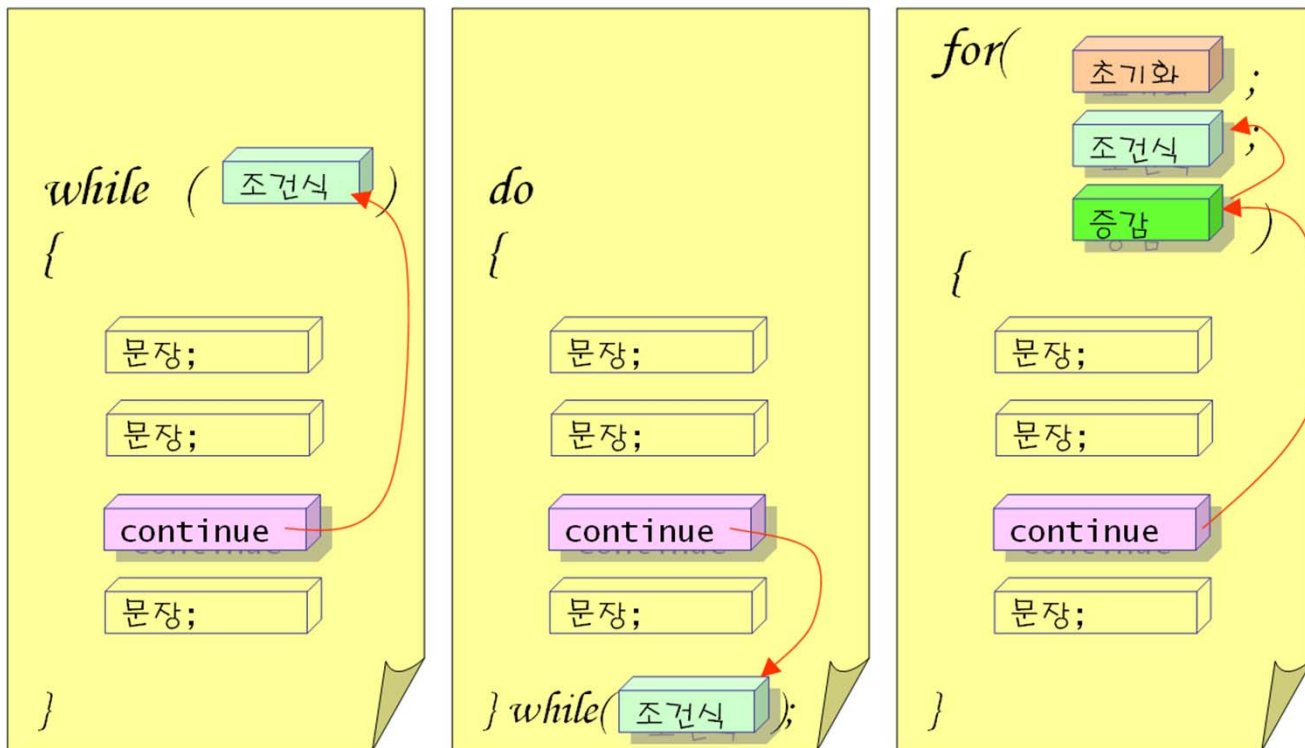 while ( 조건식 )
{
문장;
문장;
continue
문장;
}
do
{
문장;
문장;
continue
문장;
} while( 조건식 );
for( 초기화 ;
조건식 ;
증감 )
{
문장;
문장;
continue
문장;
}